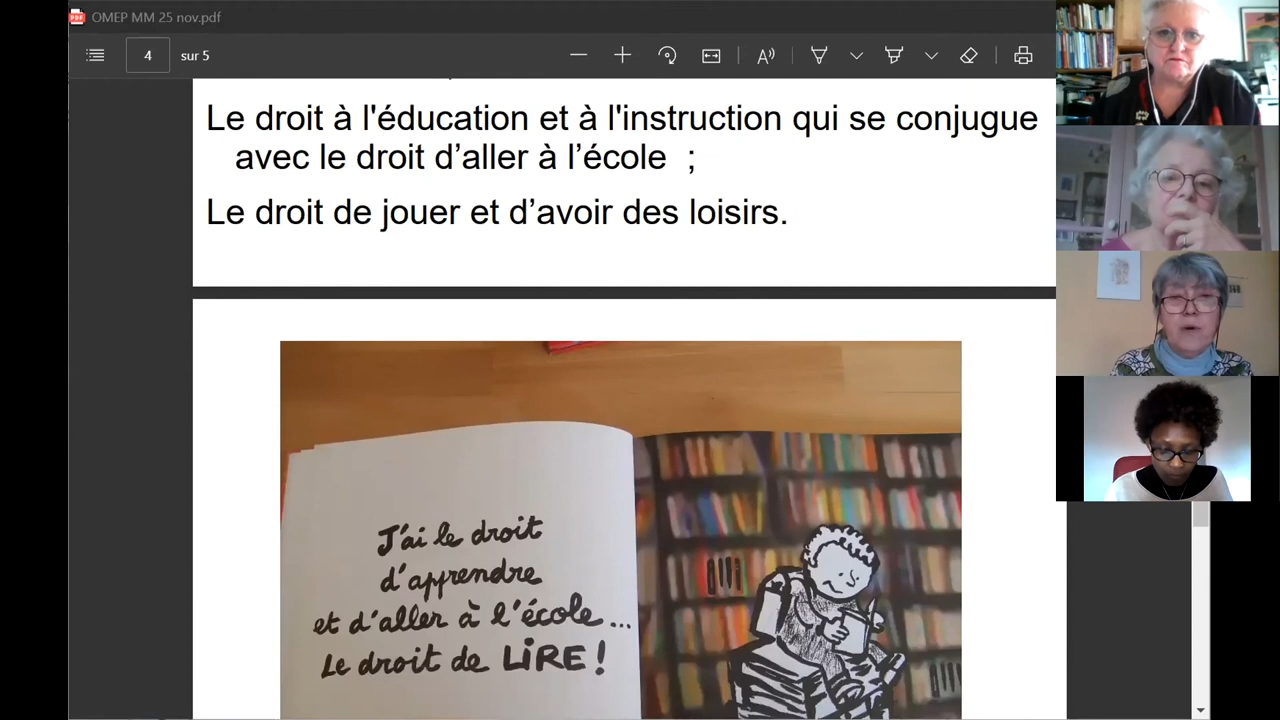 OMEP MM 25 nov.pdf
4 sur 5
Le droit à l'éducation et à l'instruction qui se conjugue
avec le droit d’aller à l’école ;
Le droit de jouer et d’avoir des loisirs.
J'ai le droit
d'apprendre
et d'aller à l'école...
Le droit de LiRE !